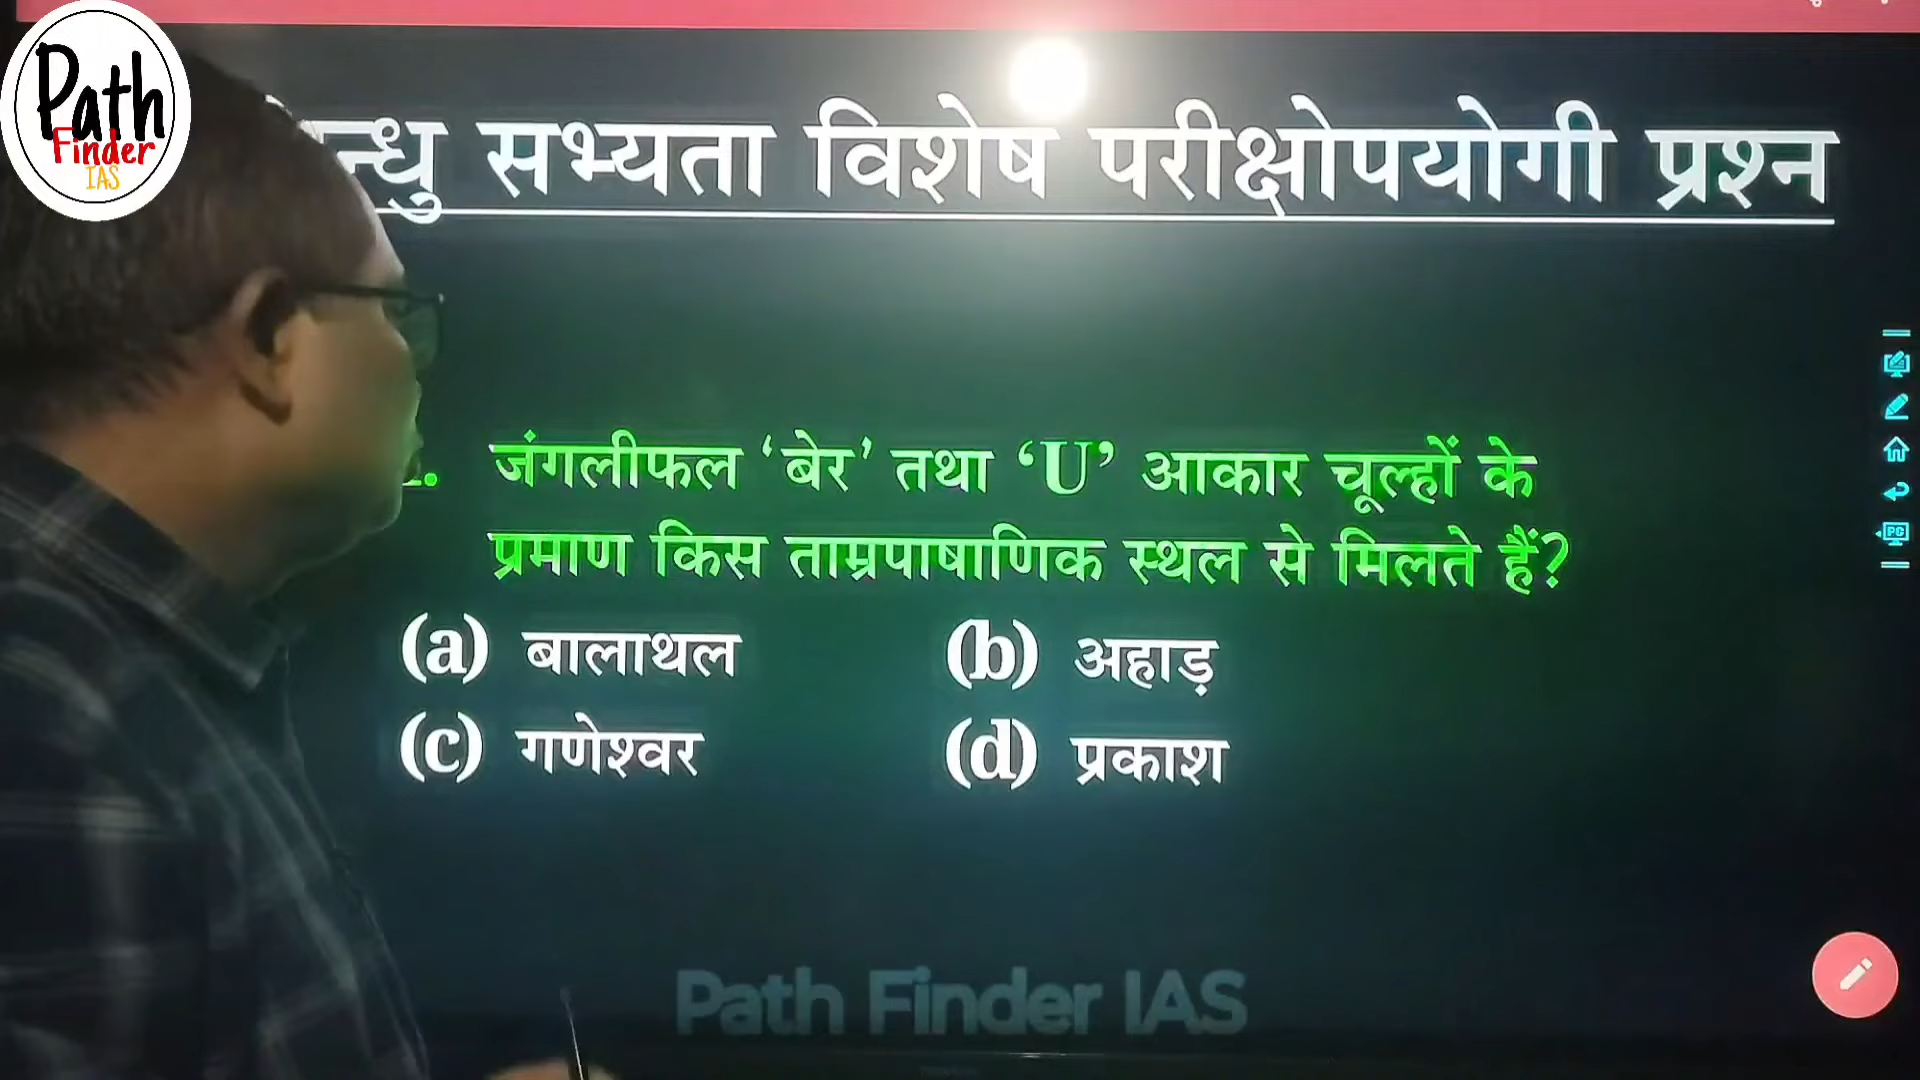 Path
Finder
IAS
सभ्यता विशेष परीक्षोपयोगी प्रश्न
जंगलीफल ‘बेर’ तथा ‘U’ आकार चूल्हों के
प्रमाण किस ताम्रपाषाणिक स्थल से मिलते हैं?
(a) बालाथल (b) अहाड़
(c) गणेश्वर (d) प्रकाश
Path Finder IAS